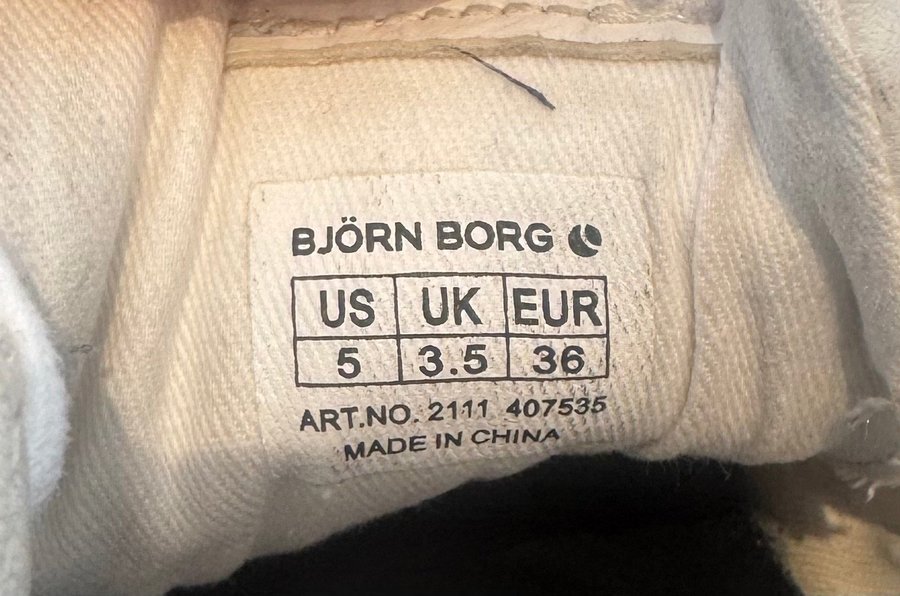 BJÖRN BORG
US UK EUR
5 3.5 36
ART.NO. 2111 407535
MADE IN CHINA